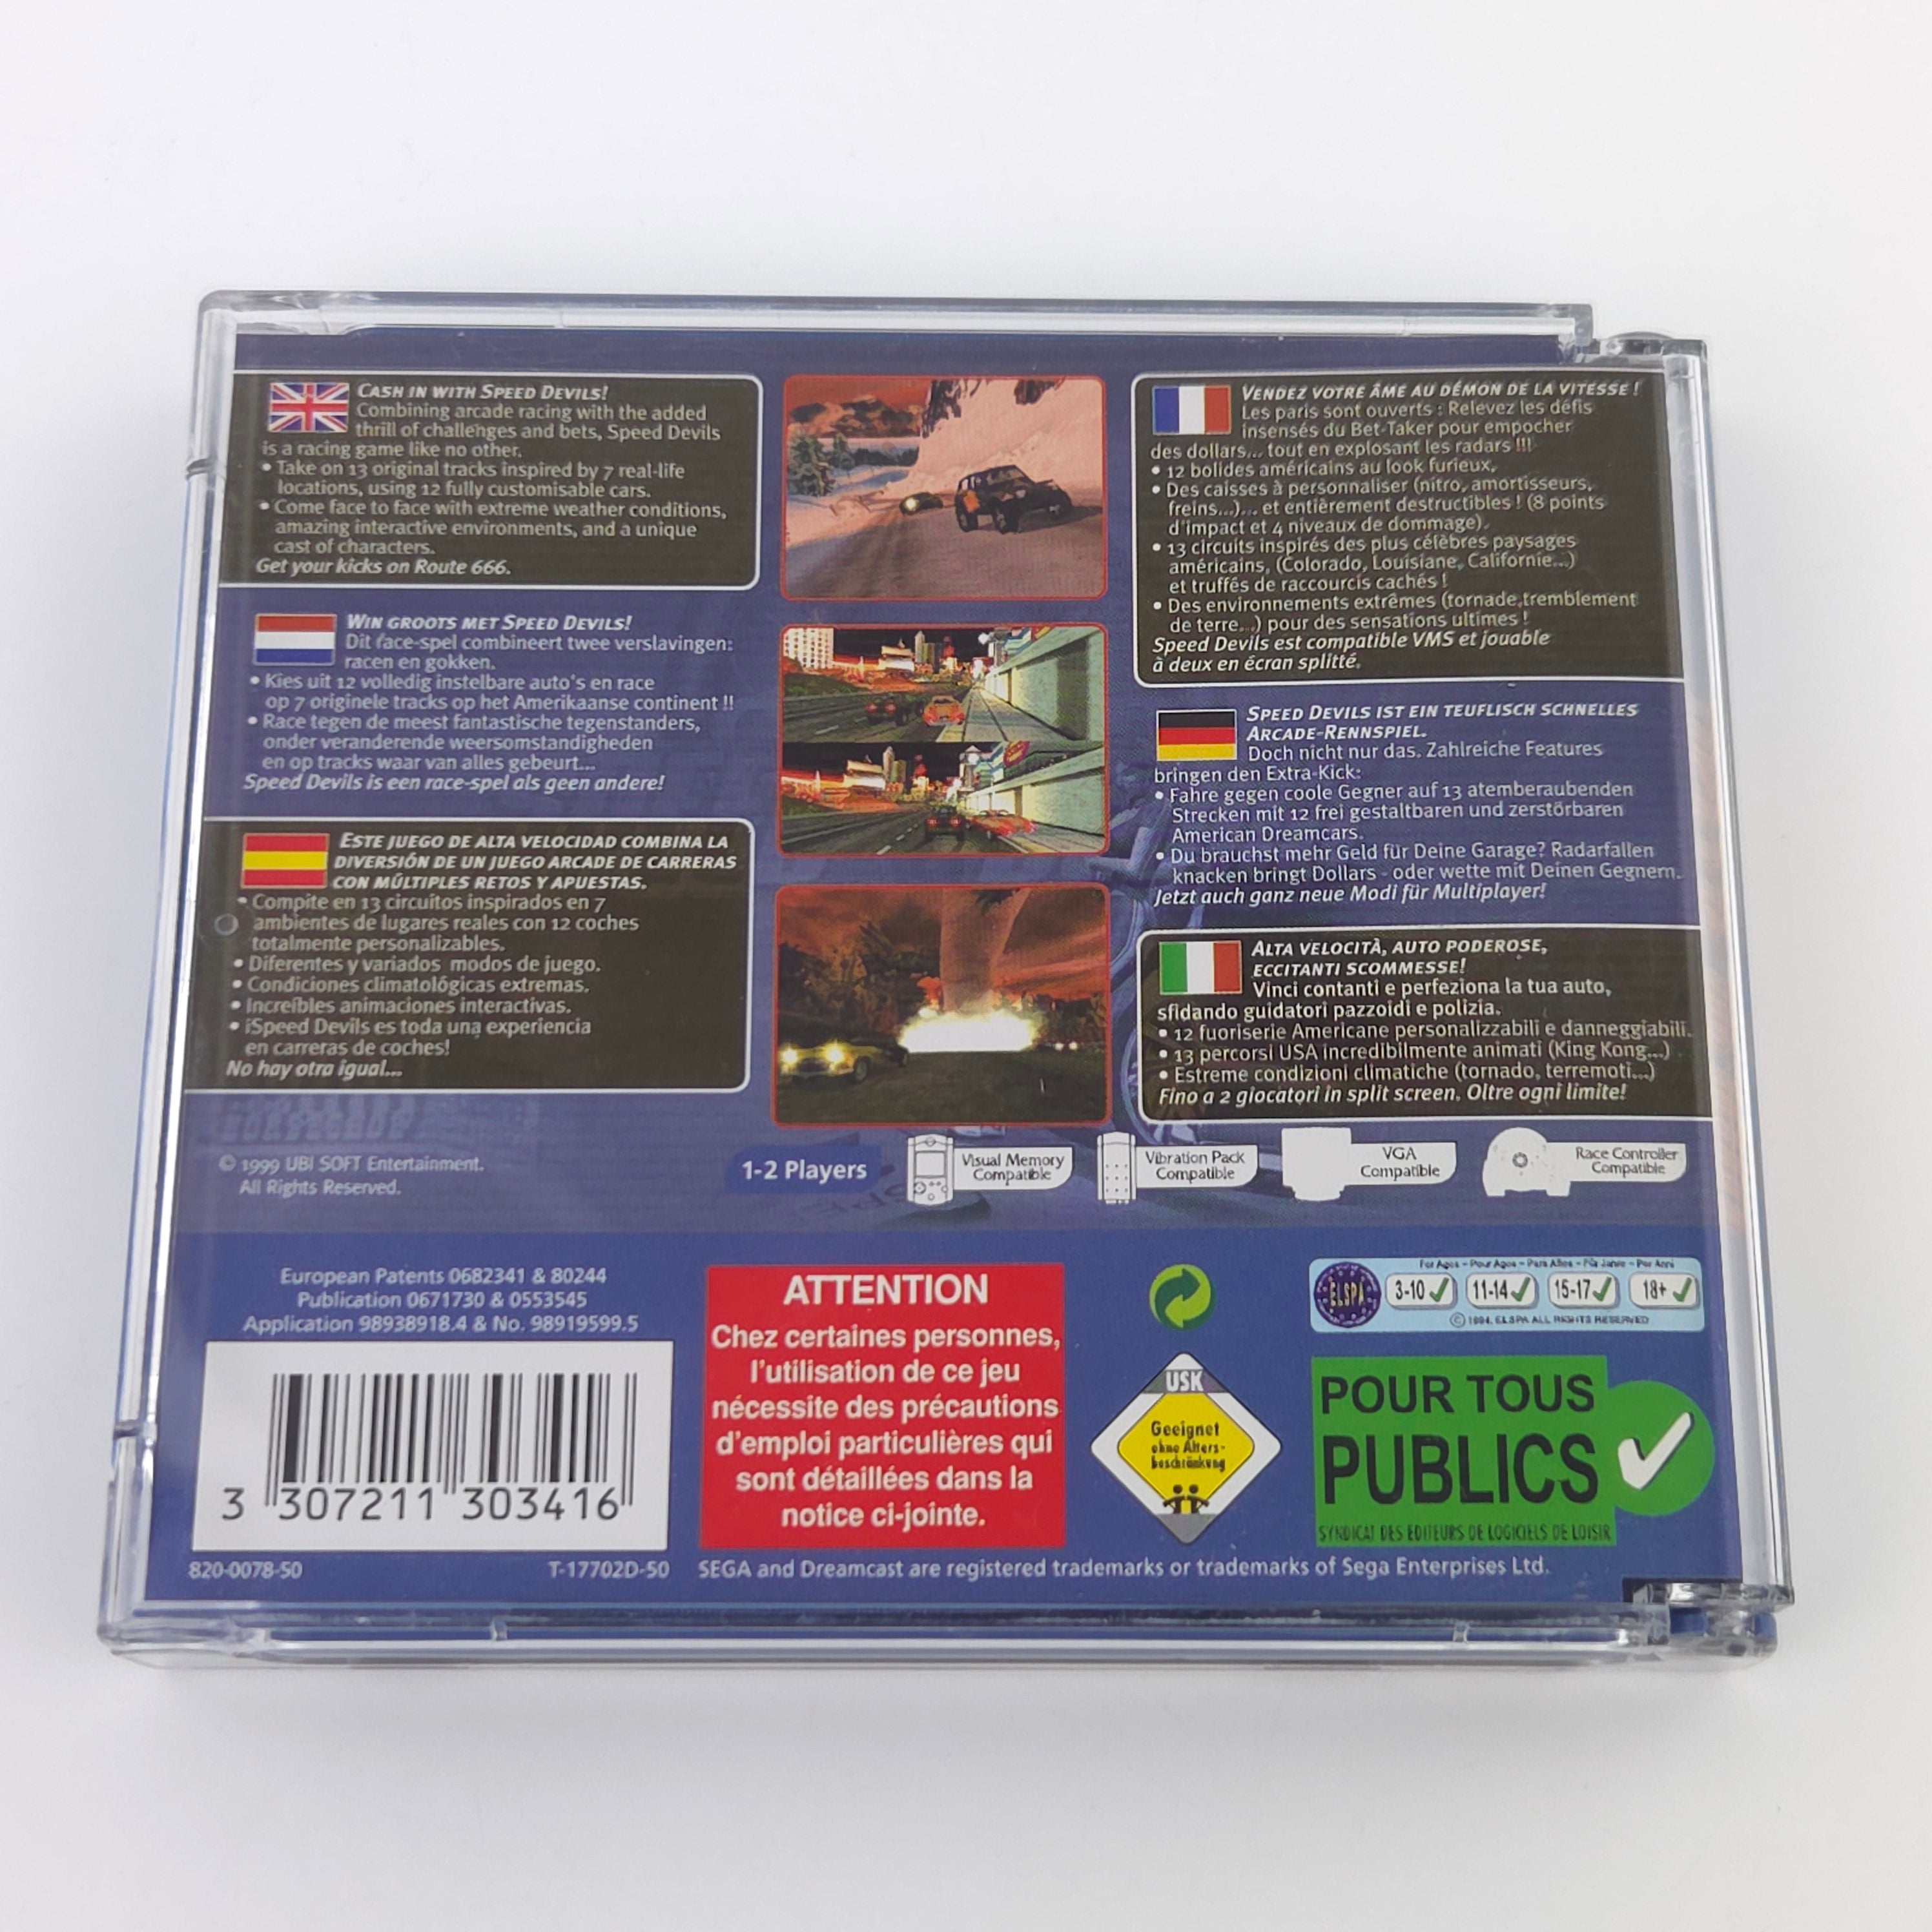 CASH IN WITH SPEED DEVILS!
Combining arcade racing with the added
thrill of challenges and bets, Speed Devils
is a racing game like no other.
• Take on 13 original tracks inspired by 7 real-life
locations, using 12 fully customisable cars.
• Come face to face with extreme weather conditions,
amazing interactive environments, and a unique
cast of characters.
Get your kicks on Route 666.
WIN GROOTS MET SPEED DEVILS!
Dit race-spel combineert twee verslavingen:
racen en gokken.
• Kies uit 12 volledig instelbare auto's en race
op 7 originele tracks op het Amerikaanse continent !!
• Race tegen de meest fantastische tegenstanders,
onder veranderende weersomstandigheden
en op tracks waar van alles gebeurt...
Speed Devils is een race-spel als geen andere!
ESTE JUEGO DE ALTA VELOCIDAD COMBINA LA
DIVERSIÓN DE UN JUEGO ARCADE DE CARRERAS
CON MÚLTIPLES RETOS Y APUESTAS.
• Compite en 13 circuitos inspirados en 7
ambientes de lugares reales con 12 coches
totalmente personalizables.
• Diferentes y variados modos de juego.
• Condiciones climatológicas extremas.
• Increíbles animaciones interactivas.
• iSpeed Devils es toda una experiencia
en carreras de coches!
No hay otra igual...
VENDEZ VOTRE ÂME AU DÉMON DE LA VITESSE !
Les paris sont ouverts : Relevez les défis
insensés du Bet-Taker pour empocher
des dollars... tout en explosant les radars !!!
• 12 bolides américains au look furieux,
• Des caisses à personnaliser (nitro, amortisseurs,
freins...)... et entièrement destructibles ! (8 points
d'impact et 4 niveaux de dommage).
• 13 circuits inspirés des plus célèbres paysages
américains, (Colorado, Louisiane, Californie...)
et truffés de raccourcis cachés !
• Des environnements extrêmes (tornade,tremblement
de terre...) pour des sensations ultimes !
Speed Devils est compatible VMS et jouable
à deux en écran splitté.
SPEED DEVILS IST EIN TEUFLISCH SCHNELLES
ARCADE-RENNSPIEL.
Doch nicht nur das. Zahlreiche Features
bringen den Extra-Kick:
• Fahre gegen coole Gegner auf 13 atemberaubenden
Strecken mit 12 frei gestaltbaren und zerstörbaren
American Dreamcars.
• Du brauchst mehr Geld für Deine Garage? Radarfallen
knacken bringt Dollars - oder wette mit Deinen Gegnern.
Jetzt auch ganz neue Modi für Multiplayer!
ALTA VELOCITÀ, AUTO PODEROSE,
ECCITANTI SCOMMESSE!
Vinci contanti e perfeziona la tua auto,
sfidando guidatori pazzoidi e polizia.
• 12 fuoriserie Americane personalizzabili e danneggiabili.
• 13 percorsi USA incredibilmente animati (King Kong...)
• Estreme condizioni climatiche (tornado, terremoti...)
Fino a 2 giocatori in split screen. Oltre ogni limite!
© 1999 UBI SOFT Entertainment.
All Rights Reserved.
1-2 Players
Visual Memory
Compatible
Vibration Pack
Compatible
VGA
Compatible
Race Controller
Compatible
European Patents 0682341 & 80244
Publication 0671730 & 0553545
Application 98938918.4 & No. 98919599.5
3 307211 303416
820-0078-50
T-17702D-50
ATTENTION
Chez certaines personnes,
l'utilisation de ce jeu
nécessite des précautions
d'emploi particulières qui
sont détaillées dans la
notice ci-jointe.
USK
Geeignet
ohne Alters-
beschränkung
For Ages – Pour Ages – Para Años – Für Jahre – Per Anni
ELSPA
3-10
11-14
15-17
18+
© 1994, ELSPA ALL RIGHTS RESERVED
POUR TOUS
PUBLICS
SYNDICAT DES EDITEURS DE LOGICIELS DE LOISIR
SEGA and Dreamcast are registered trademarks or trademarks of Sega Enterprises Ltd.